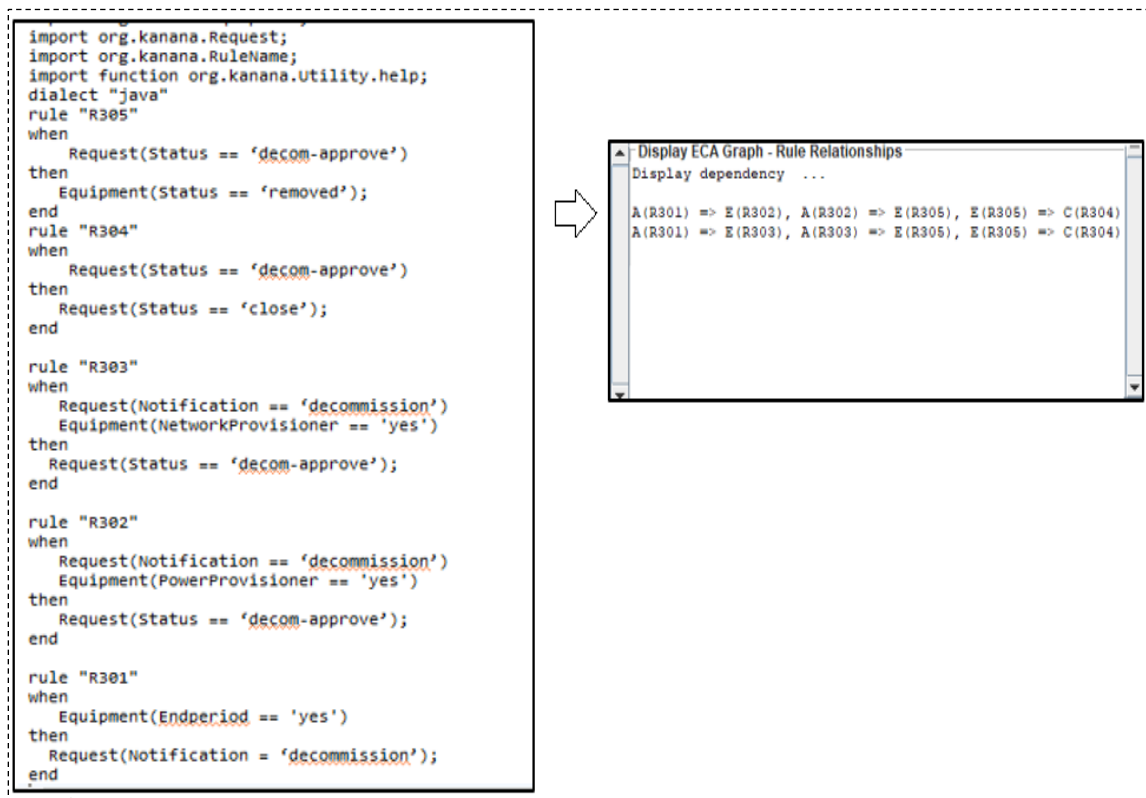 import org.kanana.Request;
import org.kanana.RuleName;
import function org.kanana.Utility.help;
dialect "java"
rule "R305"
when
Request(Status == ‘decom-approve’)
then
Equipment(Status == ‘removed’);
end
rule "R304"
when
Request(Status == ‘decom-approve’)
then
Request(Status == ‘close’);
end
rule "R303"
when
Request(Notification == ‘decommission’)
Equipment(NetworkProvisioner == 'yes')
then
Request(Status == ‘decom-approve’);
end
rule "R302"
when
Request(Notification == ‘decommission’)
Equipment(PowerProvisioner == 'yes')
then
Request(Status == ‘decom-approve’);
end
rule "R301"
when
Equipment(Endperiod == 'yes')
then
Request(Notification = ‘decommission’);
end
Display ECA Graph - Rule Relationships
Display dependency ...
A(R301) => E(R302), A(R302) => E(R305), E(R305) => C(R304)
A(R301) => E(R303), A(R303) => E(R305), E(R305) => C(R304)